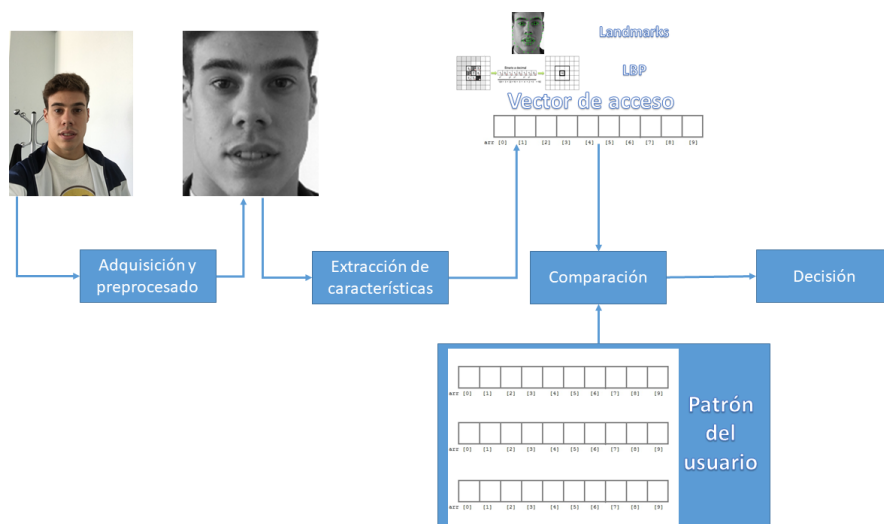 Landmarks
LBP
Vector de acceso
arr [0] [1] [2] [3] [4] [5] [6] [7] [8] [9]
Adquisición y
preprocesado
Extracción de
características
Comparación
Decisión
arr [0] [1] [2] [3] [4] [5] [6] [7] [8] [9]
arr [0] [1] [2] [3] [4] [5] [6] [7] [8] [9]
arr [0] [1] [2] [3] [4] [5] [6] [7] [8] [9]
Patrón
del
usuario